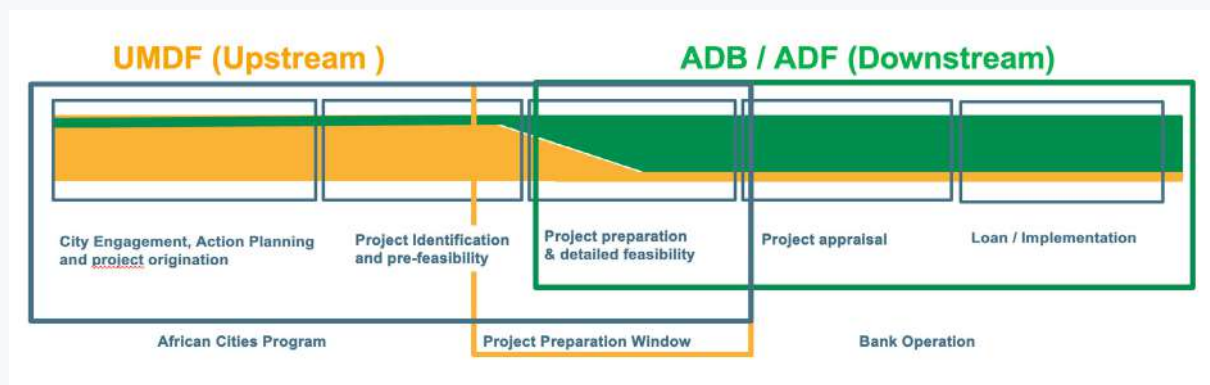 UMDF (Upstream )
ADB / ADF (Downstream)
City Engagement, Action Planning
and project origination
Project Identification
and pre-feasibility
Project preparation
& detailed feasibility
Project appraisal
Loan / Implementation
African Cities Program
Project Preparation Window
Bank Operation